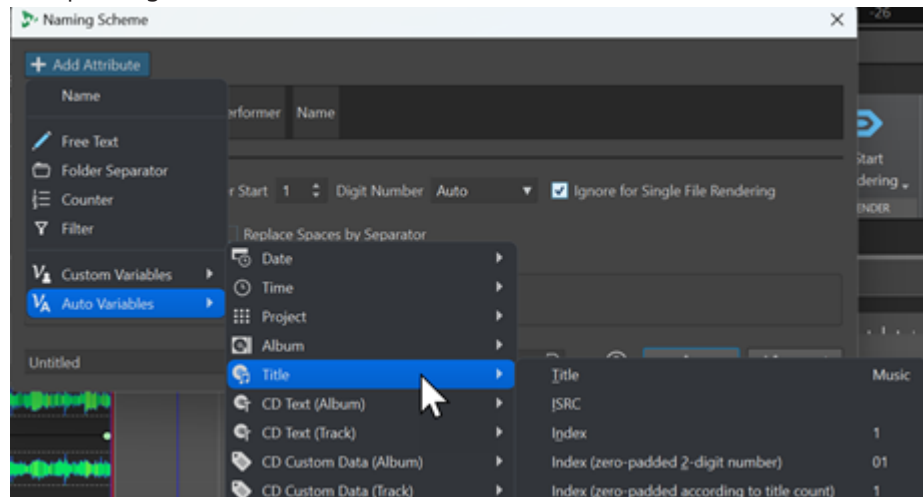 Naming Scheme
-26
Add Attribute
Name
erformer Name
Free Text
Folder Separator
Start
r Start 1 Digit Number Auto Ignore for Single File Rendering
dering
Counter
ENDER
Filter
Replace Spaces by Separator
Date
Custom Variables
Time
Auto Variables
Project
Album
Untitled
Title
Title Music
CD Text (Album)
ISRC
CD Text (Track)
Index 1
CD Custom Data (Album)
Index (zero-padded 2-digit number) 01
CD Custom Data (Track)
Index (zero-padded according to title count) 1